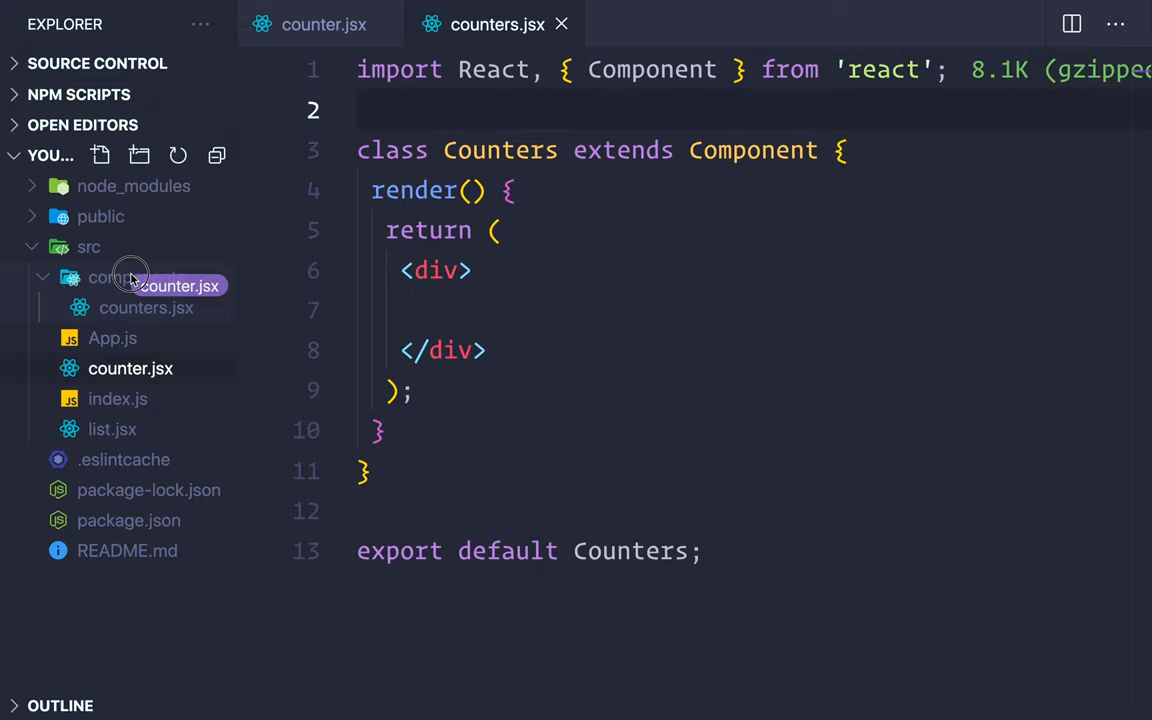 EXPLORER
···
counter.jsx
counters.jsx
···
SOURCE CONTROL
NPM SCRIPTS
OPEN EDITORS
YOU...
node_modules
public
src
counter.jsx
counters.jsx
App.js
counter.jsx
index.js
list.jsx
.eslintcache
package-lock.json
package.json
README.md
OUTLINE
1 import React, { Component } from 'react'; 8.1K (gzipped
2
3 class Counters extends Component {
4 render() {
5 return (
6 <div>
7
8 </div>
9 );
10 }
11 }
12
13 export default Counters;